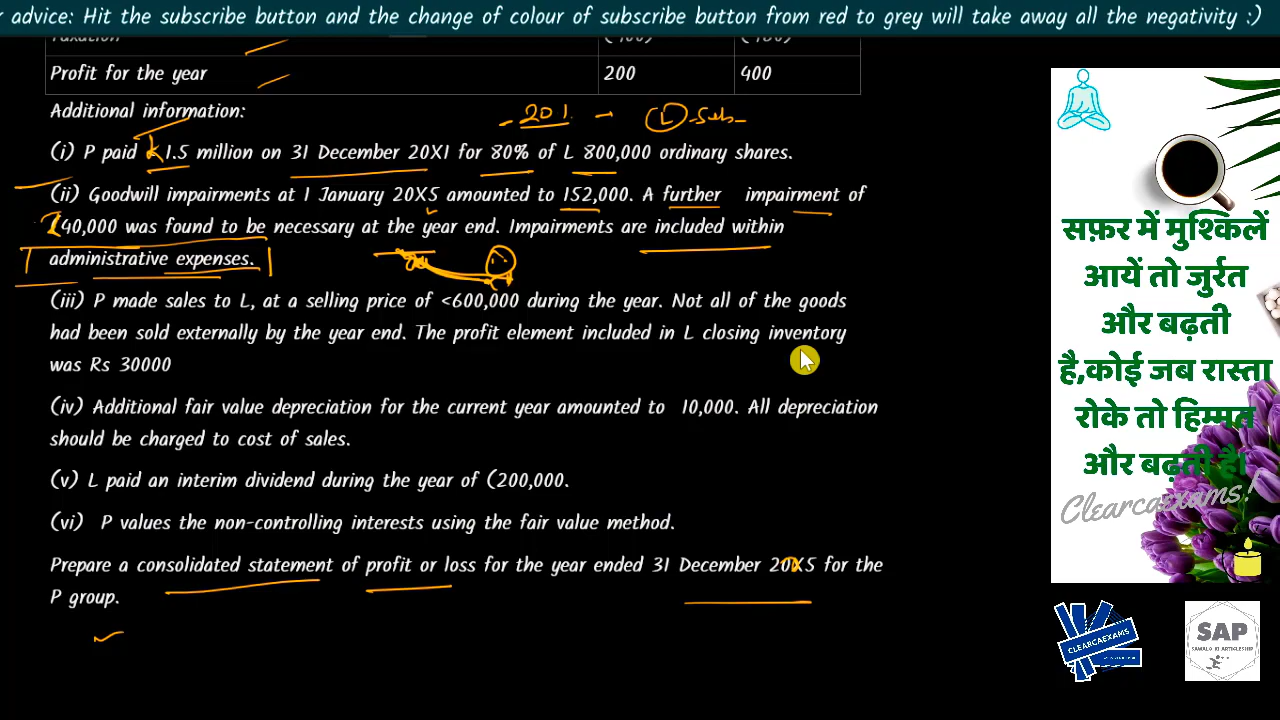 r advice: Hit the subscribe button and the change of colour of subscribe button from red to grey will take away all the negativity :)
Taxation
Profit for the year 200 400
Additional information:
20% → L Sub
(i) P paid 1.5 million on 31 December 20X1 for 80% of L 800,000 ordinary shares.
(ii) Goodwill impairments at 1 January 20X5 amounted to 152,000. A further impairment of
40,000 was found to be necessary at the year end. Impairments are included within
administrative expenses.
(iii) P made sales to L, at a selling price of <600,000 during the year. Not all of the goods
had been sold externally by the year end. The profit element included in L closing inventory
was Rs 30000
(iv) Additional fair value depreciation for the current year amounted to 10,000. All depreciation
should be charged to cost of sales.
(v) L paid an interim dividend during the year of (200,000.
(vi) P values the non-controlling interests using the fair value method.
Prepare a consolidated statement of profit or loss for the year ended 31 December 20X5 for the
P group.
सफ़र में मुश्किलें
आयें तो जुर्रत
और बढ़ती
है,कोई जब रास्ता
रोके तो हिम्मत
और बढ़ती है।
Clearcaexams!
CLEARCAEXAMS
SAP
SAWALO KI ARTICLESHIP